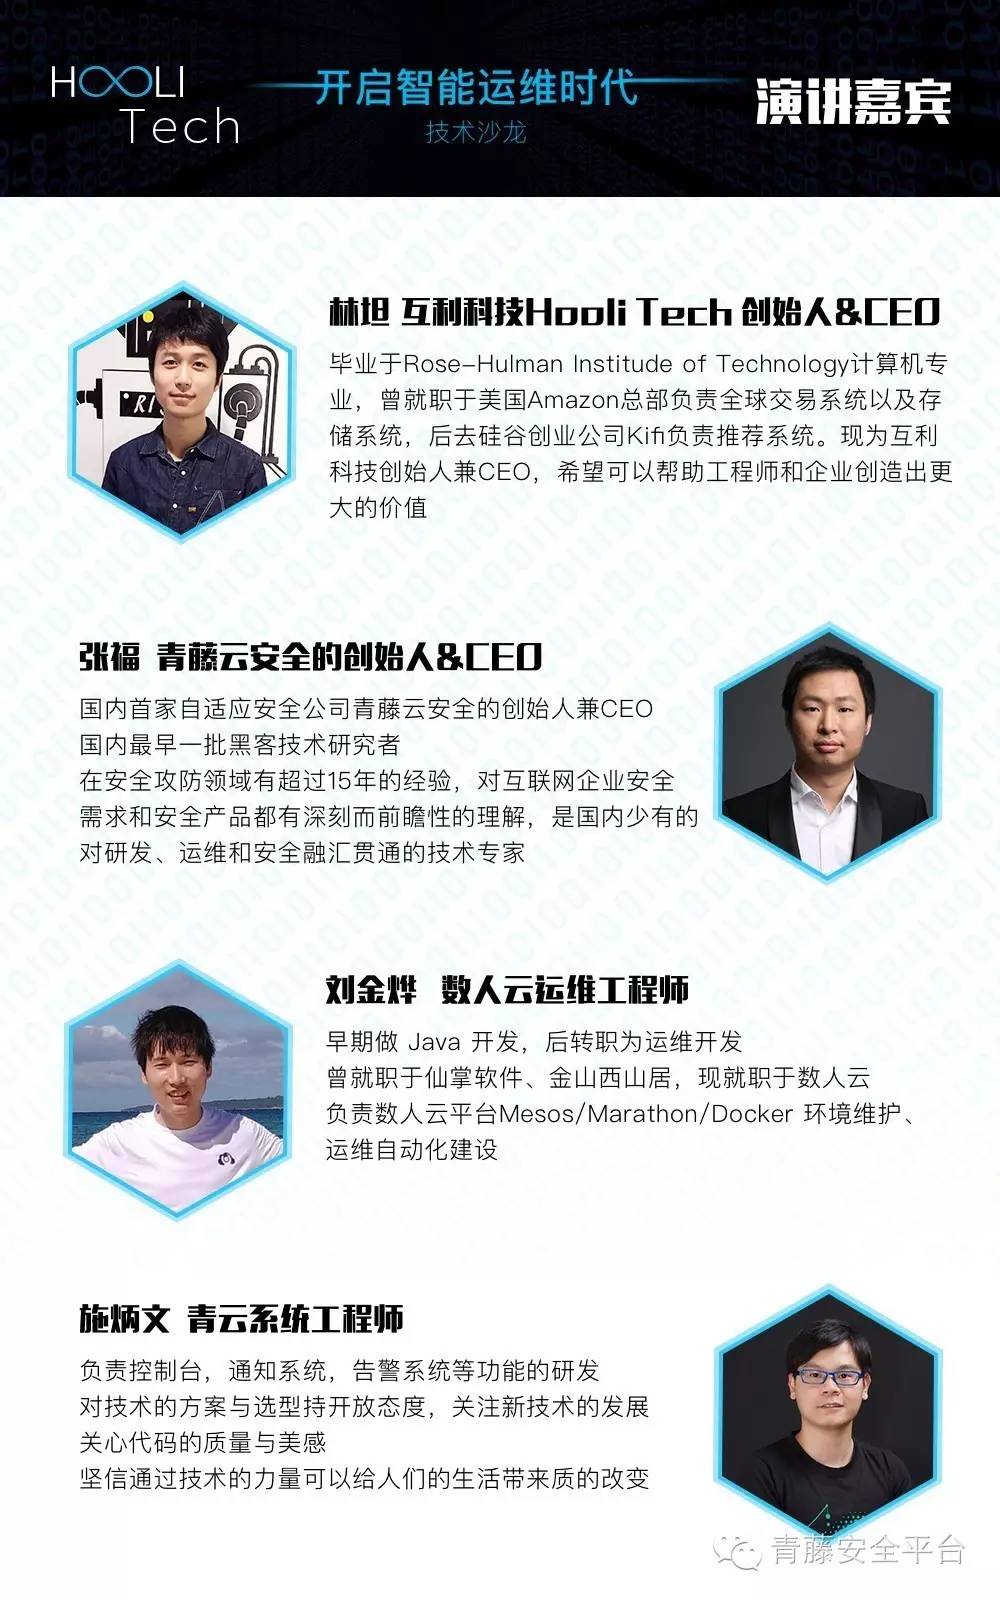 HOOLI
Tech
开启智能运维时代
技术沙龙
演讲嘉宾
RIS
林坦 互利科技Hooli Tech 创始人&CEO
毕业于Rose-Hulman Institude of Technology计算机专
业，曾就职于美国Amazon总部负责全球交易系统以及存
储系统，后去硅谷创业公司Kifi负责推荐系统。现为互利
科技创始人兼CEO，希望可以帮助工程师和企业创造出更
大的价值
张福 青藤云安全的创始人&CEO
国内首家自适应安全公司青藤云安全的创始人兼CEO
国内最早一批黑客技术研究者
在安全攻防领域有超过15年的经验，对互联网企业安全
需求和安全产品都有深刻而前瞻性的理解，是国内少有的
对研发、运维和安全融汇贯通的技术专家
刘金烨 数人云运维工程师
早期做 Java 开发，后转职为运维开发
曾就职于仙掌软件、金山西山居，现就职于数人云
负责数人云平台Mesos/Marathon/Docker 环境维护、
运维自动化建设
施炳文 青云系统工程师
负责控制台，通知系统，告警系统等功能的研发
对技术的方案与选型持开放态度，关注新技术的发展
关心代码的质量与美感
坚信通过技术的力量可以给人们的生活带来质的改变
青藤安全平台